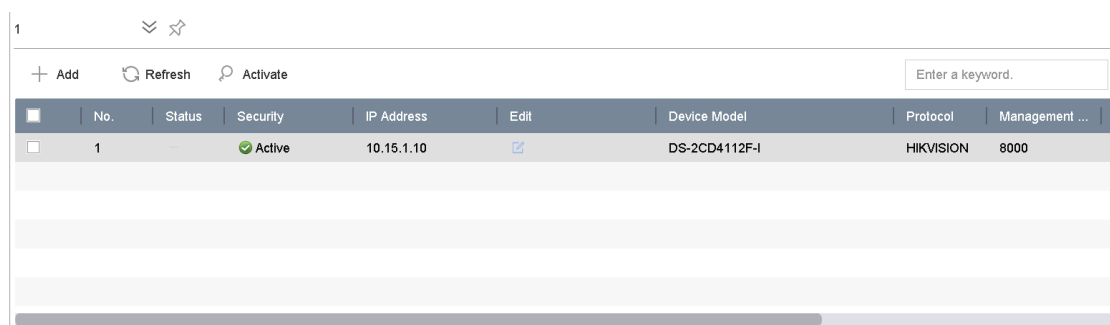 1
Add Refresh Activate Enter a keyword.
No. Status Security IP Address Edit Device Model Protocol Management ...
1 Active 10.15.1.10 DS-2CD4112F-I HIKVISION 8000